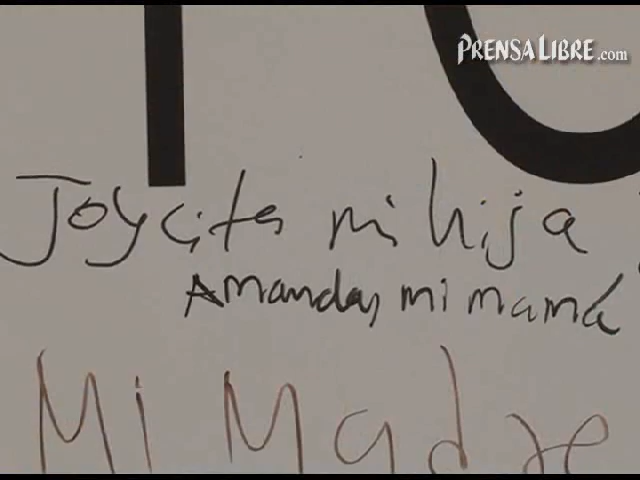 PRENSA LIBRE.com
Joycita mi hija
Amanda, mi mamá
Mi Madre